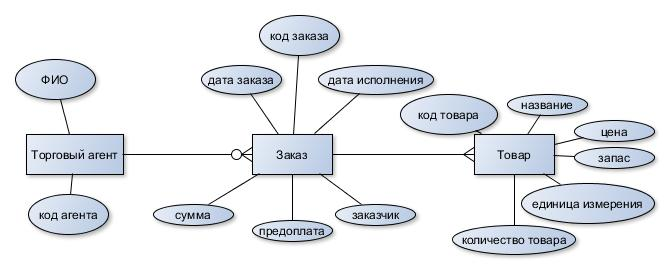 код заказа
ФИО
дата заказа
дата исполнения
код товара
название
цена
Торговый агент
Заказ
Товар
запас
код агента
сумма
предоплата
заказчик
единица измерения
количество товара